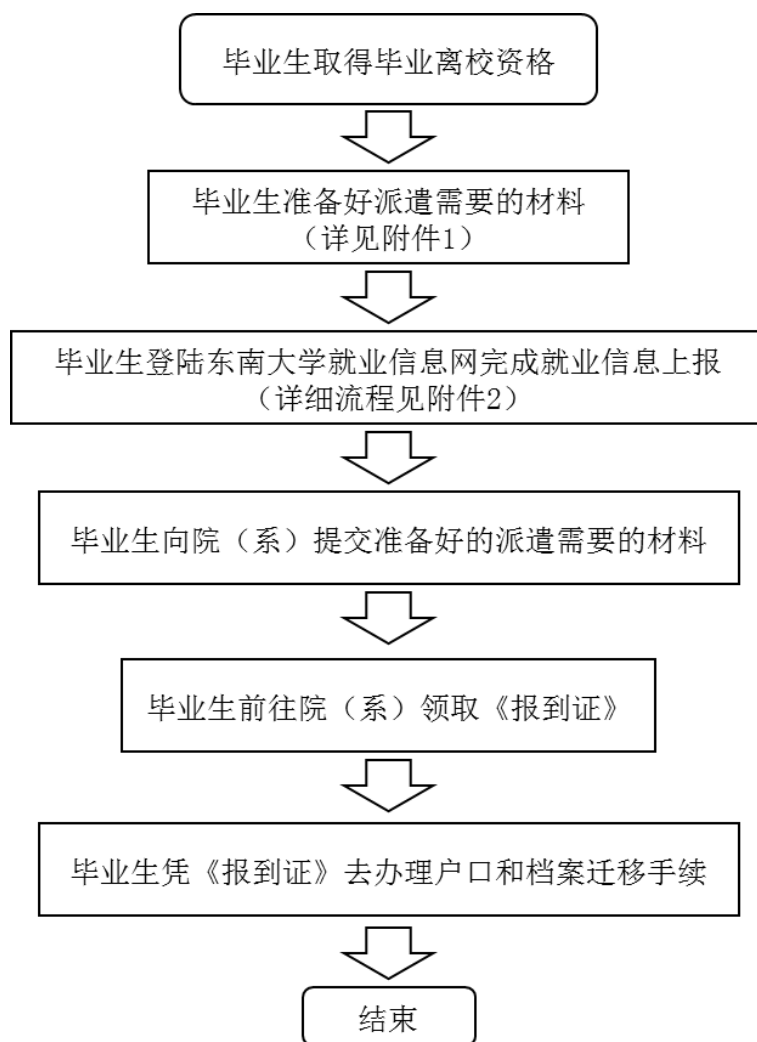 毕业生取得毕业离校资格
毕业生准备好派遣需要的材料
（详见附件1）
毕业生登陆东南大学就业信息网完成就业信息上报
（详细流程见附件2）
毕业生向院（系）提交准备好的派遣需要的材料
毕业生前往院（系）领取《报到证》
毕业生凭《报到证》去办理户口和档案迁移手续
结束